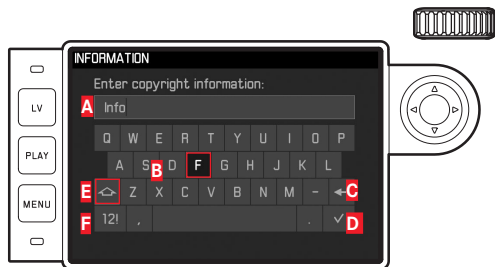 INFORMATION
Enter copyright information:
A Info
LV
Q W E R T Y U I O P
PLAY
A S B D F G H J K L
E Z X C V B N M - C
MENU
F 12! , . D